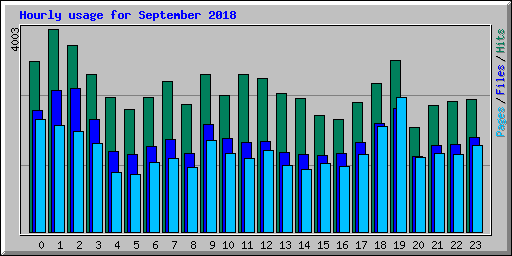 Hourly usage for September 2018
4003
Pages / Files / Hits
0 1 2 3 4 5 6 7 8 9 10 11 12 13 14 15 16 17 18 19 20 21 22 23